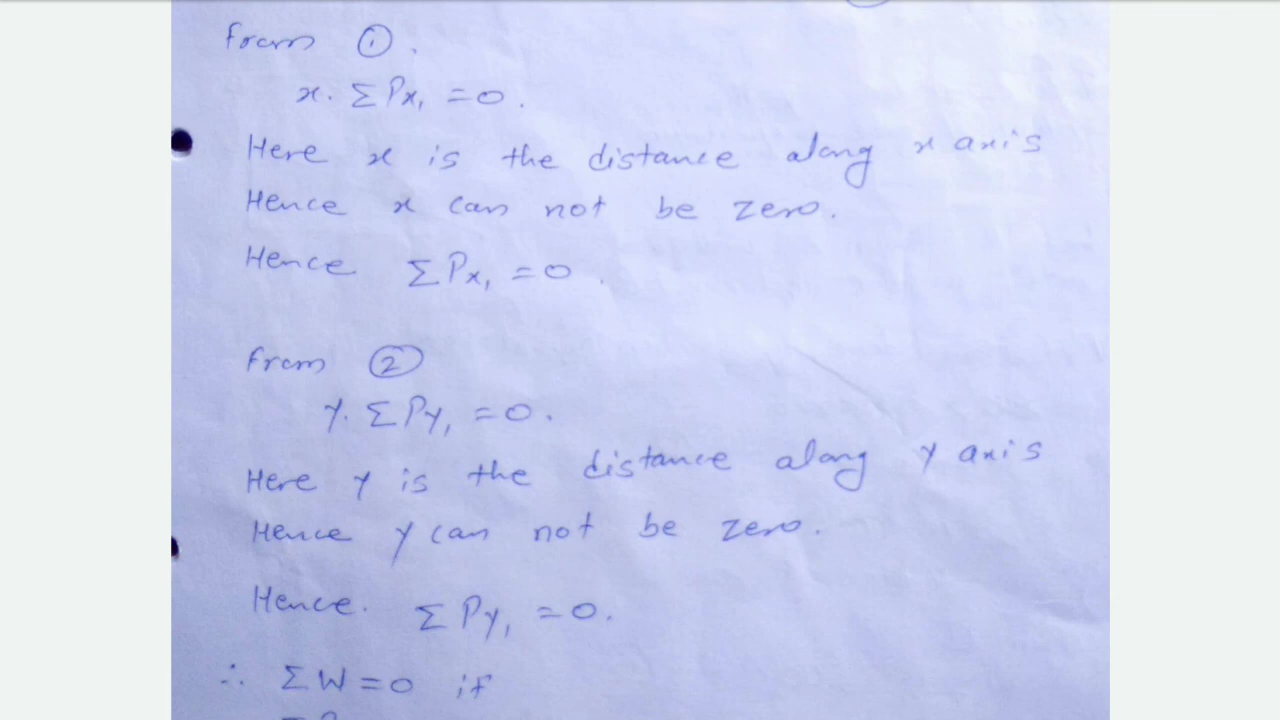 From ①.
x. ΣPx₁ = 0.
Here x is the distance along x axis
Hence x can not be zero.
Hence ΣPx₁ = 0.
From ②
y. ΣPy₁ = 0.
Here y is the distance along y axis
Hence y can not be zero.
Hence. ΣPy₁ = 0.
∴ ΣW = 0 if